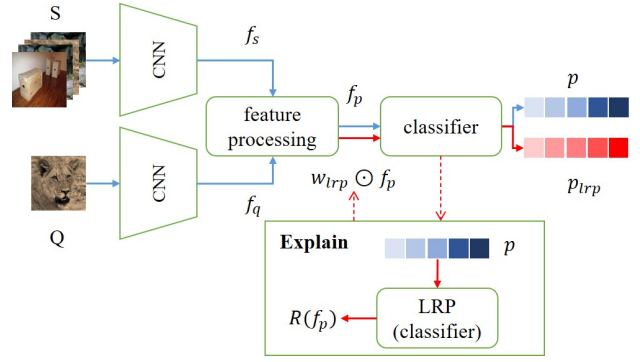 S
CNN
f_s
feature
processing
f_p
classifier
p
p_lrp
CNN
f_q
Q
w_lrp ⊙ f_p
Explain
p
LRP
(classifier)
R(f_p)